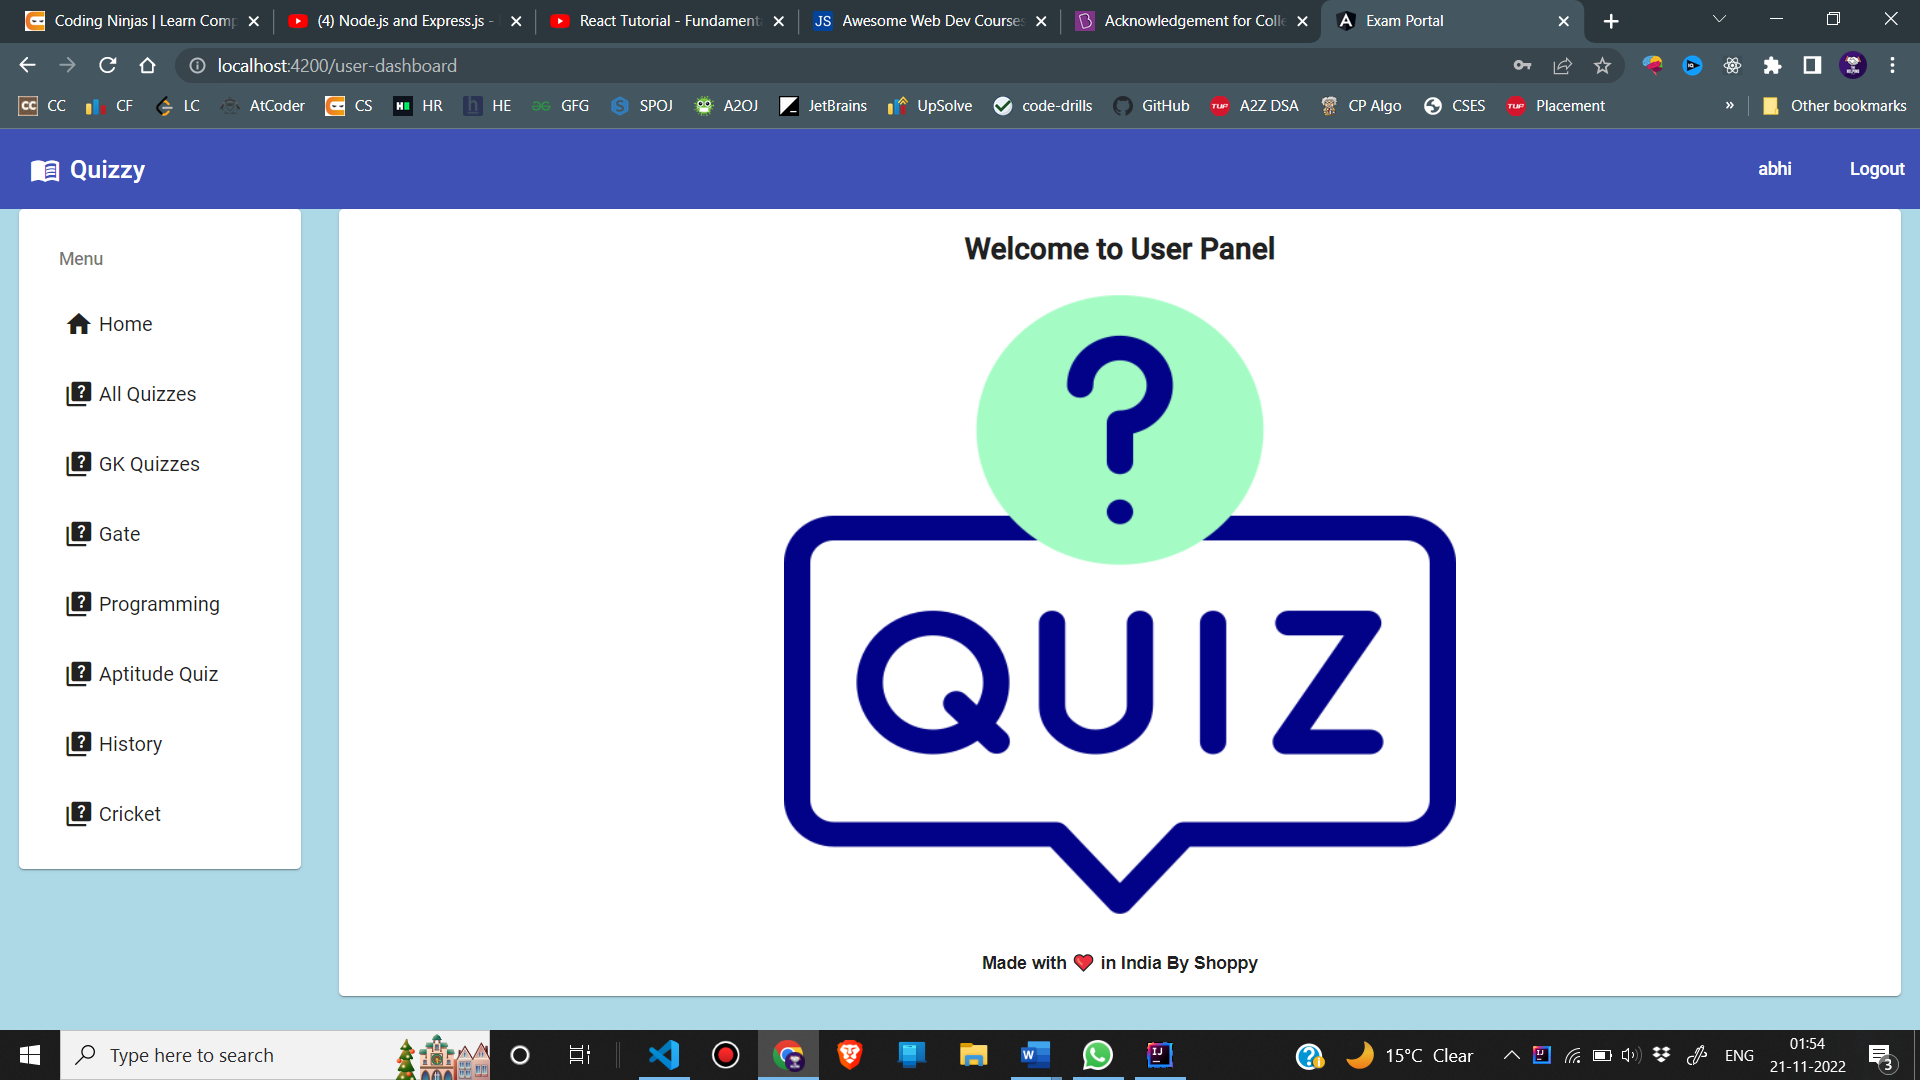 Coding Ninjas | Learn Comp
(4) Node.js and Express.js -
React Tutorial - Fundamenta
Awesome Web Dev Courses
Acknowledgement for Colle
Exam Portal
localhost:4200/user-dashboard
CC
CF
LC
AtCoder
CS
HR
HE
GFG
SPOJ
A2OJ
JetBrains
UpSolve
code-drills
GitHub
A2Z DSA
CP Algo
CSES
Placement
»
Other bookmarks
Quizzy
abhi
Logout
Menu
Home
All Quizzes
GK Quizzes
Gate
Programming
Aptitude Quiz
History
Cricket
Welcome to User Panel
?
QUIZ
Made with ❤ in India By Shoppy
Type here to search
15°C Clear
ENG
01:54
21-11-2022
3